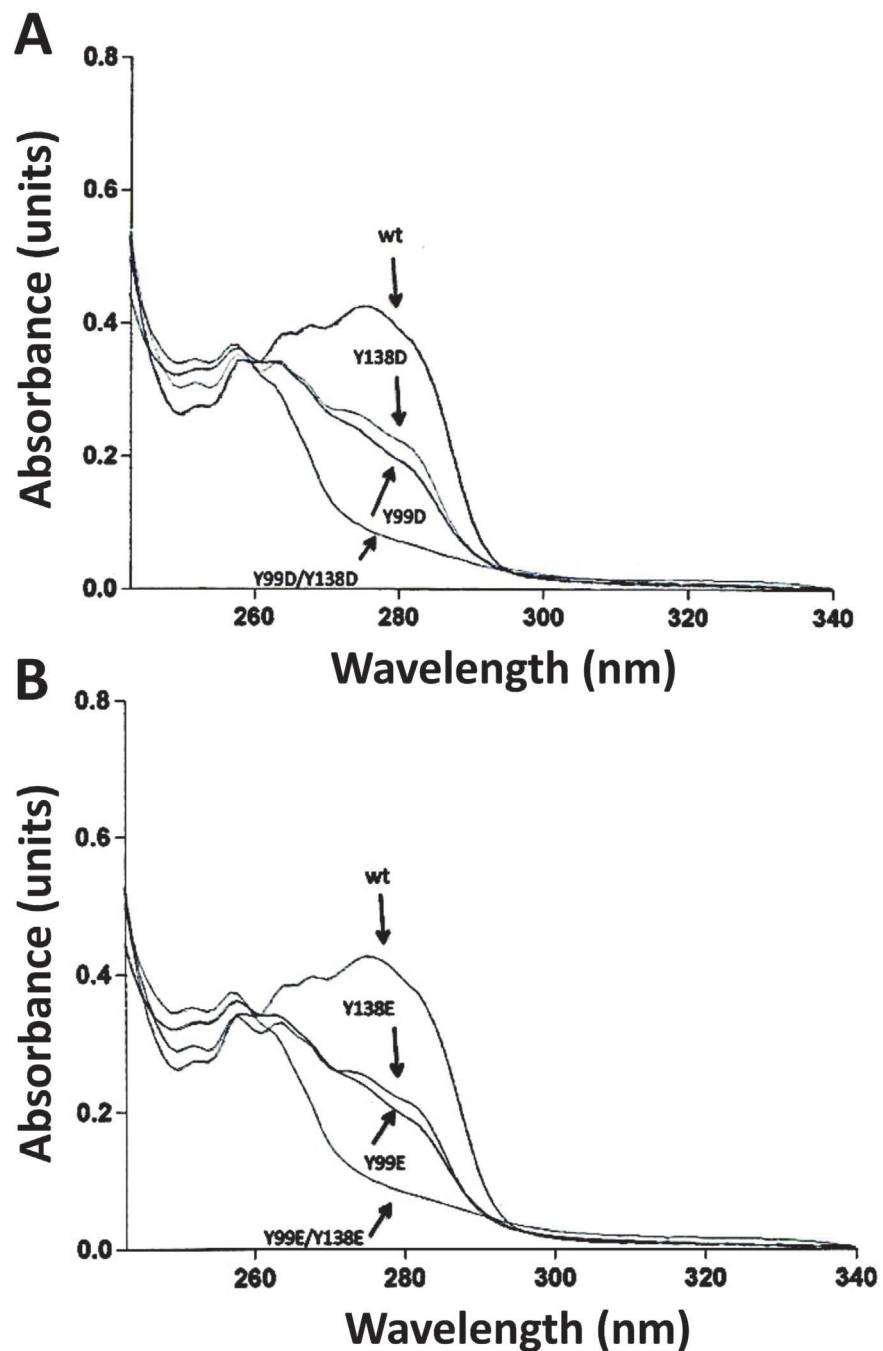 A
0.8
0.6
0.4
0.2
0.0
Absorbance (units)
wt
Y138D
Y99D
Y99D/Y138D
260 280 300 320 340
Wavelength (nm)
B
0.8
0.6
0.4
0.2
0.0
Absorbance (units)
wt
Y138E
Y99E
Y99E/Y138E
260 280 300 320 340
Wavelength (nm)